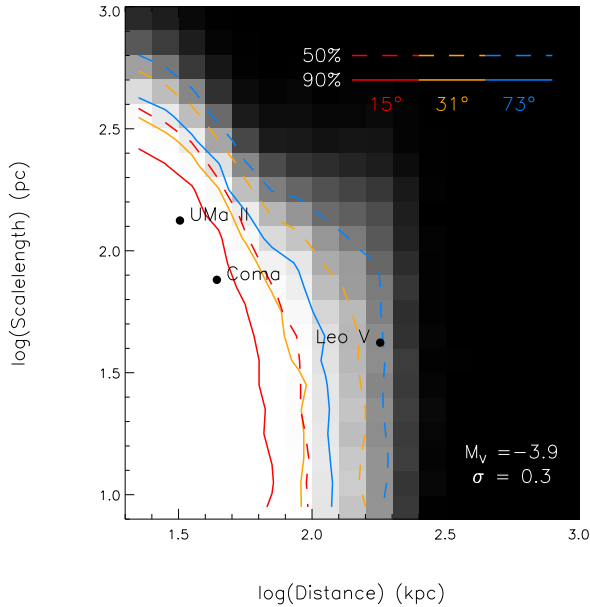 3.0
50%
90%
15° 31° 73°
2.5
UMa II
2.0
Coma
Leo V
1.5
M_V =−3.9
σ = 0.3
1.0
1.5 2.0 2.5 3.0
log(Distance) (kpc)
log(Scalelength) (pc)